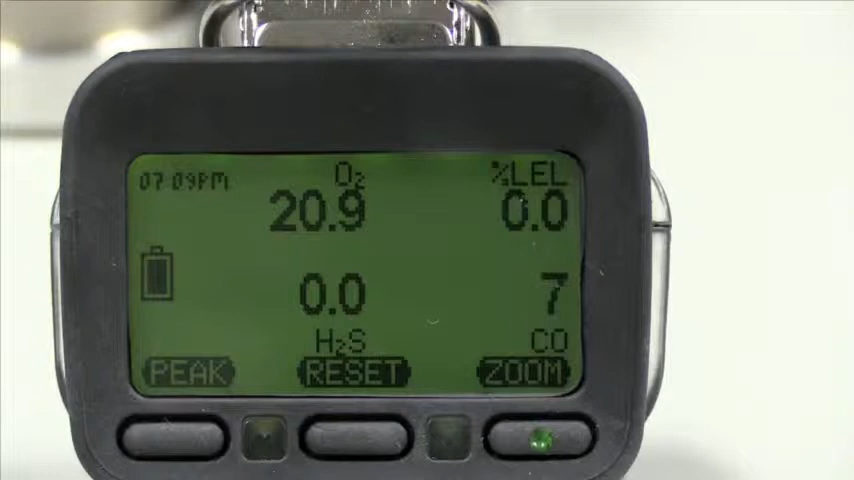 07:09PM O₂ %LEL
20.9 0.0
0.0 7
H₂S CO
PEAK RESET ZOOM